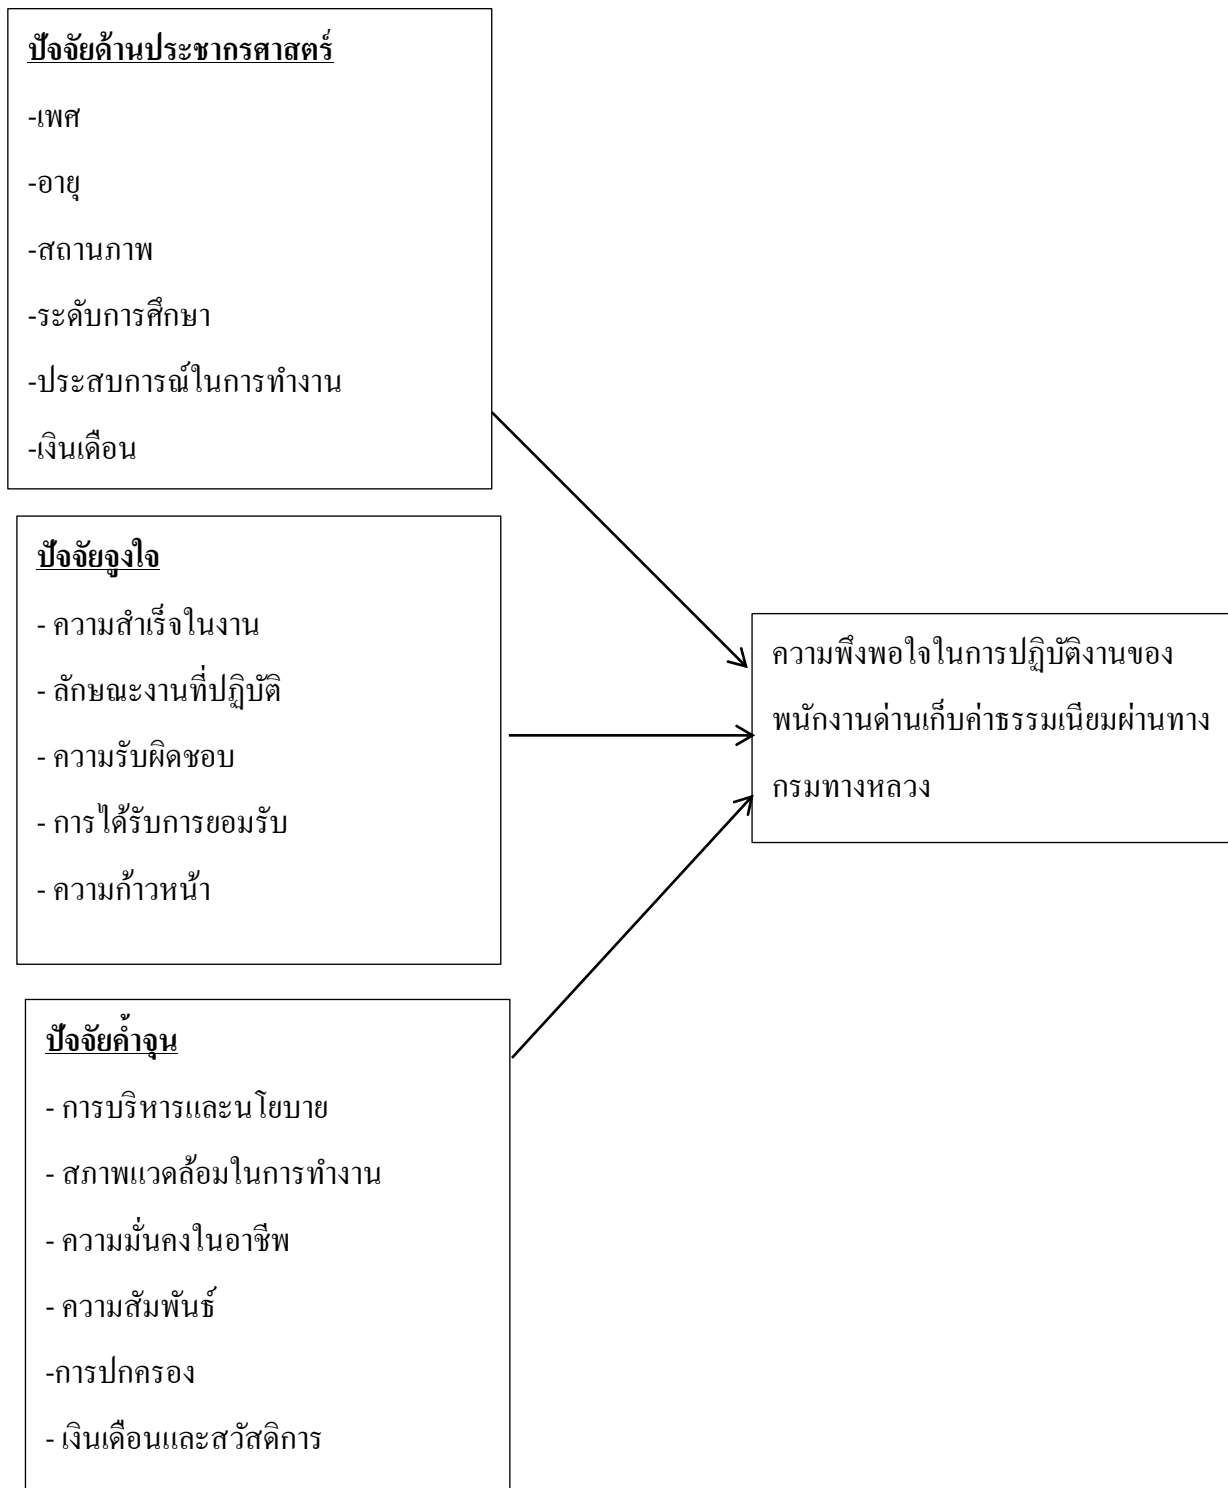 ปัจจัยด้านประชากรศาสตร์
-เพศ
-อายุ
-สถานภาพ
-ระดับการศึกษา
-ประสบการณ์ในการทำงาน
-เงินเดือน
ปัจจัยจูงใจ
- ความสำเร็จในงาน
- ลักษณะงานที่ปฏิบัติ
- ความรับผิดชอบ
- การได้รับการยอมรับ
- ความก้าวหน้า
ความพึงพอใจในการปฏิบัติงานของ
พนักงานด่านเก็บค่าธรรมเนียมผ่านทาง
กรมทางหลวง
ปัจจัยค้ำจุน
- การบริหารและนโยบาย
- สภาพแวดล้อมในการทำงาน
- ความมั่นคงในอาชีพ
- ความสัมพันธ์
-การปกครอง
- เงินเดือนและสวัสดิการ